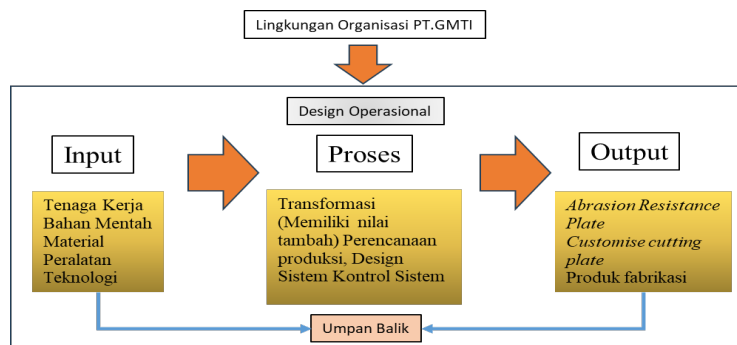 Lingkungan Organisasi PT.GMTI
Design Operasional
Input
Proses
Output
Tenaga Kerja
Bahan Mentah
Material
Peralatan
Teknologi
Transformasi
(Memiliki nilai
tambah) Perencanaan
produksi, Design
Sistem Kontrol Sistem
Abrasion Resistance
Plate
Customise cutting
plate
Produk fabrikasi
Umpan Balik